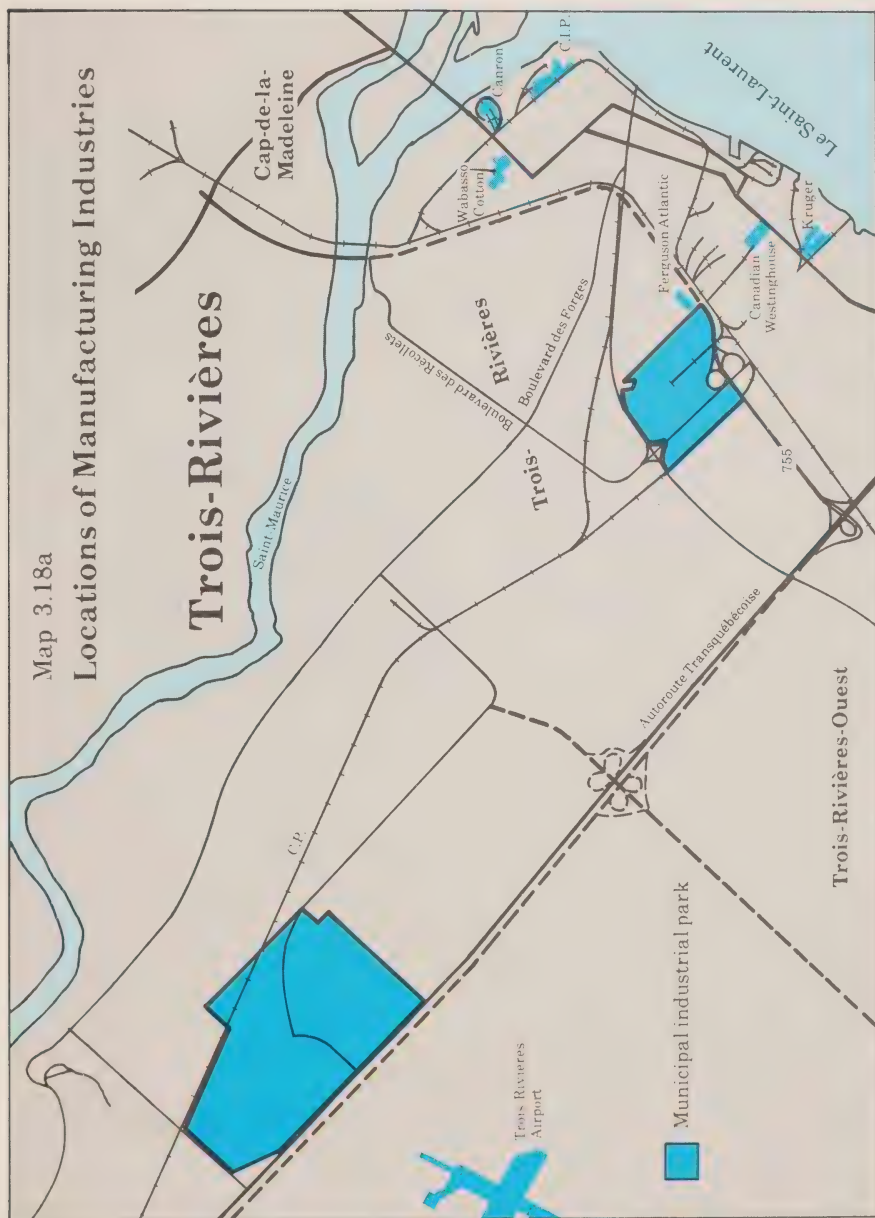 Map 3.18a
Locations of Manufacturing Industries
Trois-Rivières
Cap-de-la-
Madeleine
Saint Maurice
Canron
C.I.P.
Wabasso
Cotton
Le Saint-Laurent
Boulevard des Recollets
Trois-
Rivières
Boulevard des Forges
Ferguson Atlantic
Canadian
Westinghouse
Kruger
755
C.P.
Autoroute Transquébécoise
Trois-Rivières-Ouest
Trois Rivieres
Airport
Municipal industrial park